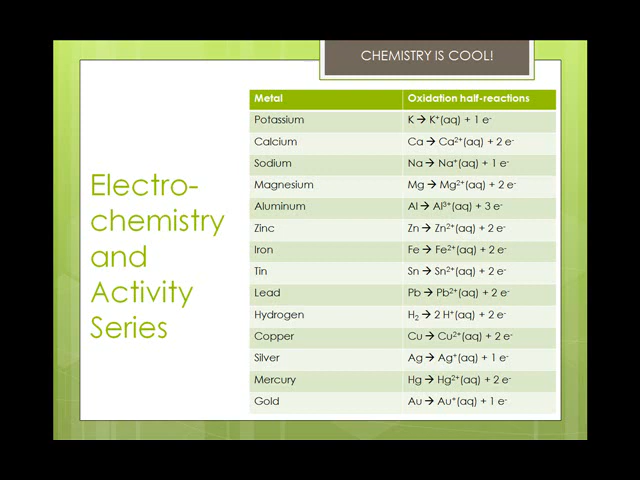 CHEMISTRY IS COOL!
Electro-
chemistry
and
Activity
Series
Metal Oxidation half-reactions
Potassium K → K⁺(aq) + 1 e⁻
Calcium Ca → Ca²⁺(aq) + 2 e⁻
Sodium Na → Na⁺(aq) + 1 e⁻
Magnesium Mg → Mg²⁺(aq) + 2 e⁻
Aluminum Al → Al³⁺(aq) + 3 e⁻
Zinc Zn → Zn²⁺(aq) + 2 e⁻
Iron Fe → Fe²⁺(aq) + 2 e⁻
Tin Sn → Sn²⁺(aq) + 2 e⁻
Lead Pb → Pb²⁺(aq) + 2 e⁻
Hydrogen H₂ → 2 H⁺(aq) + 2 e⁻
Copper Cu → Cu²⁺(aq) + 2 e⁻
Silver Ag → Ag⁺(aq) + 1 e⁻
Mercury Hg → Hg²⁺(aq) + 2 e⁻
Gold Au → Au⁺(aq) + 1 e⁻